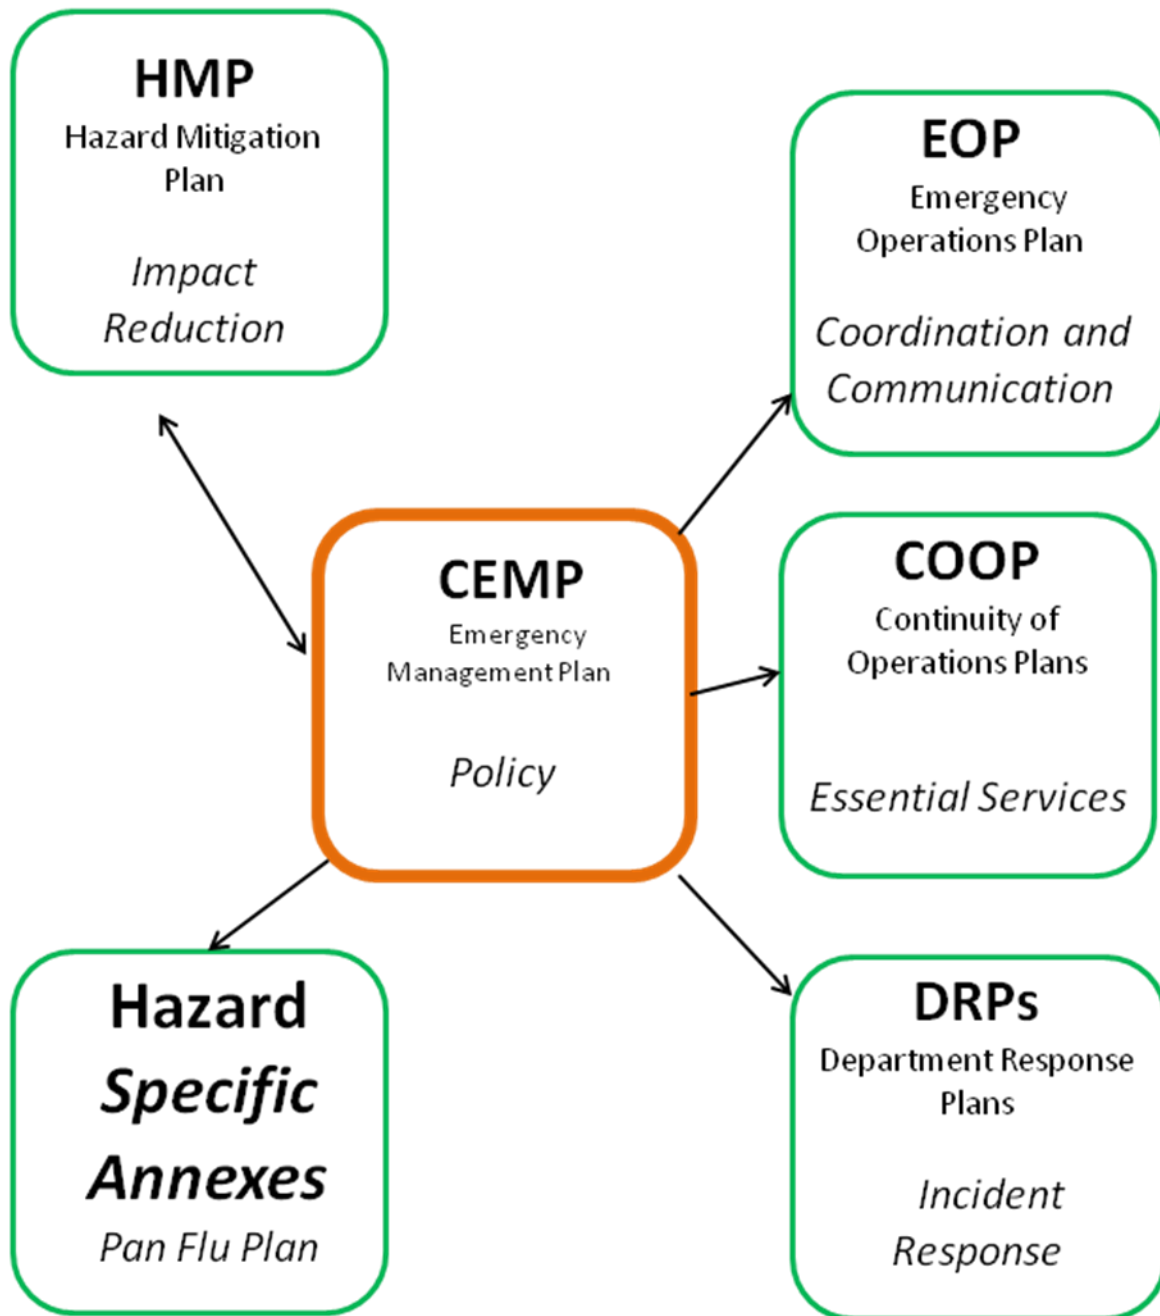 HMP
Hazard Mitigation
Plan
Impact
Reduction
EOP
Emergency
Operations Plan
Coordination and
Communication
CEMP
Emergency
Management Plan
Policy
COOP
Continuity of
Operations Plans
Essential Services
Hazard
Specific
Annexes
Pan Flu Plan
DRPs
Department Response
Plans
Incident
Response